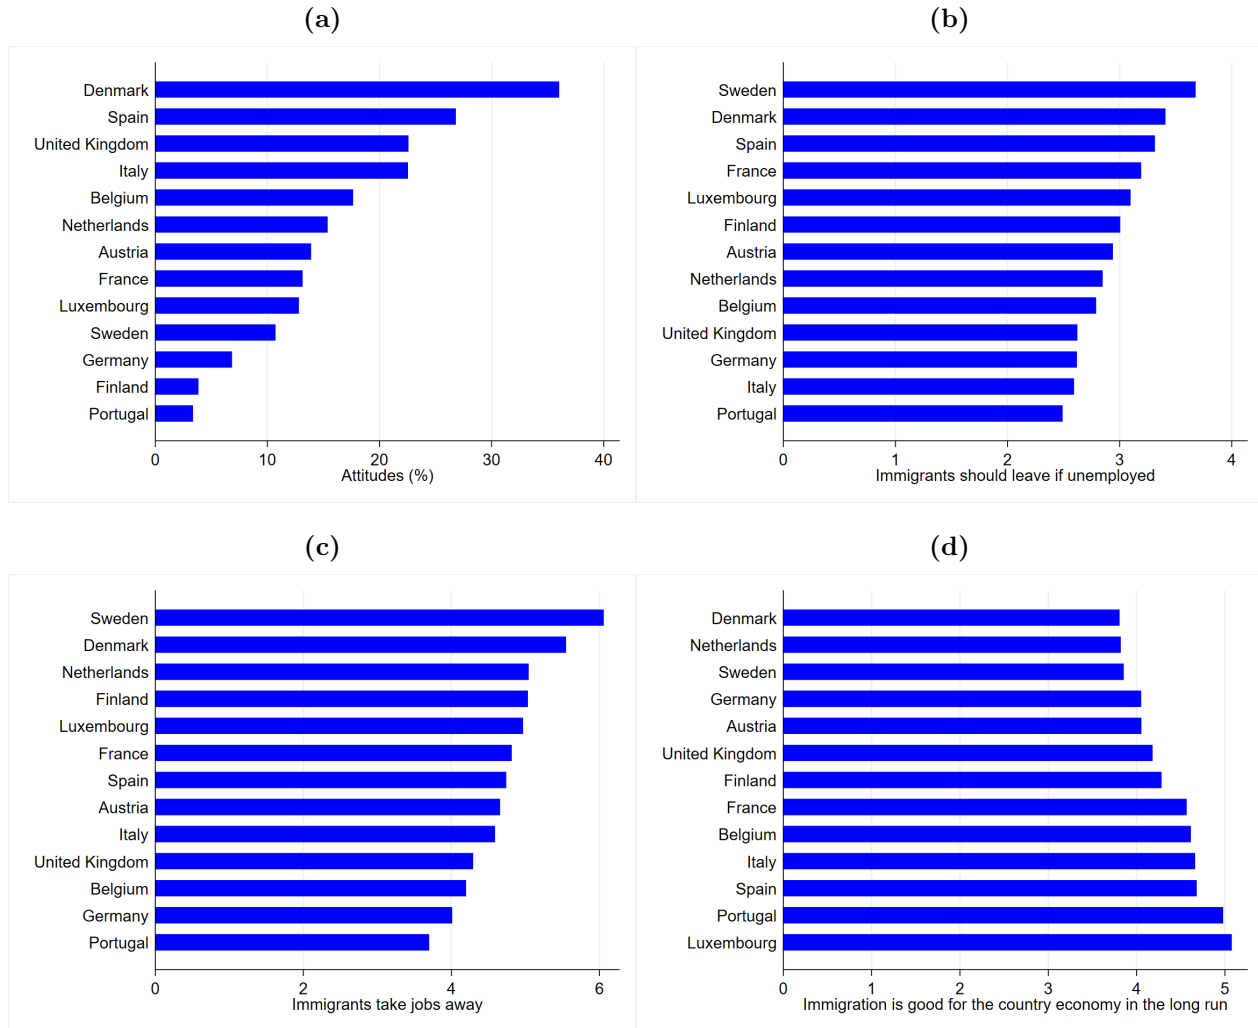 (a)
Denmark
Spain
United Kingdom
Italy
Belgium
Netherlands
Austria
France
Luxembourg
Sweden
Germany
Finland
Portugal
0 10 20 30 40
Attitudes (%)
(b)
Sweden
Denmark
Spain
France
Luxembourg
Finland
Austria
Netherlands
Belgium
United Kingdom
Germany
Italy
Portugal
0 1 2 3 4
Immigrants should leave if unemployed
(c)
Sweden
Denmark
Netherlands
Finland
Luxembourg
France
Spain
Austria
Italy
United Kingdom
Belgium
Germany
Portugal
0 2 4 6
Immigrants take jobs away
(d)
Denmark
Netherlands
Sweden
Germany
Austria
United Kingdom
Finland
France
Belgium
Italy
Spain
Portugal
Luxembourg
0 1 2 3 4 5
Immigration is good for the country economy in the long run